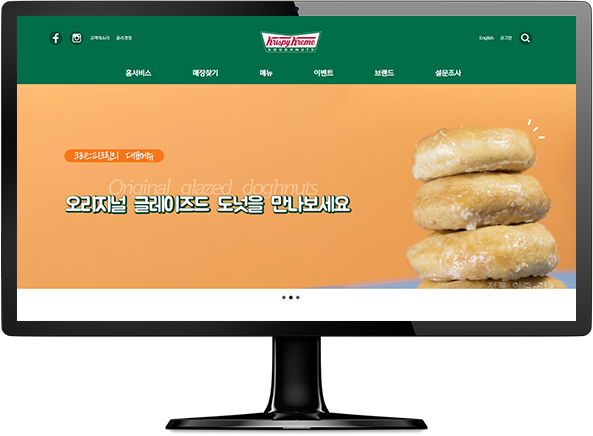 고객의소리 윤리경영
Krispy Kreme
DOUGHNUTS
English 로그인
홈서비스 매장찾기 메뉴 이벤트 브랜드 설문조사
크리스피크림의 대표메뉴
Original glazed doghnuts
오리지널 글레이즈드 도넛을 만나보세요